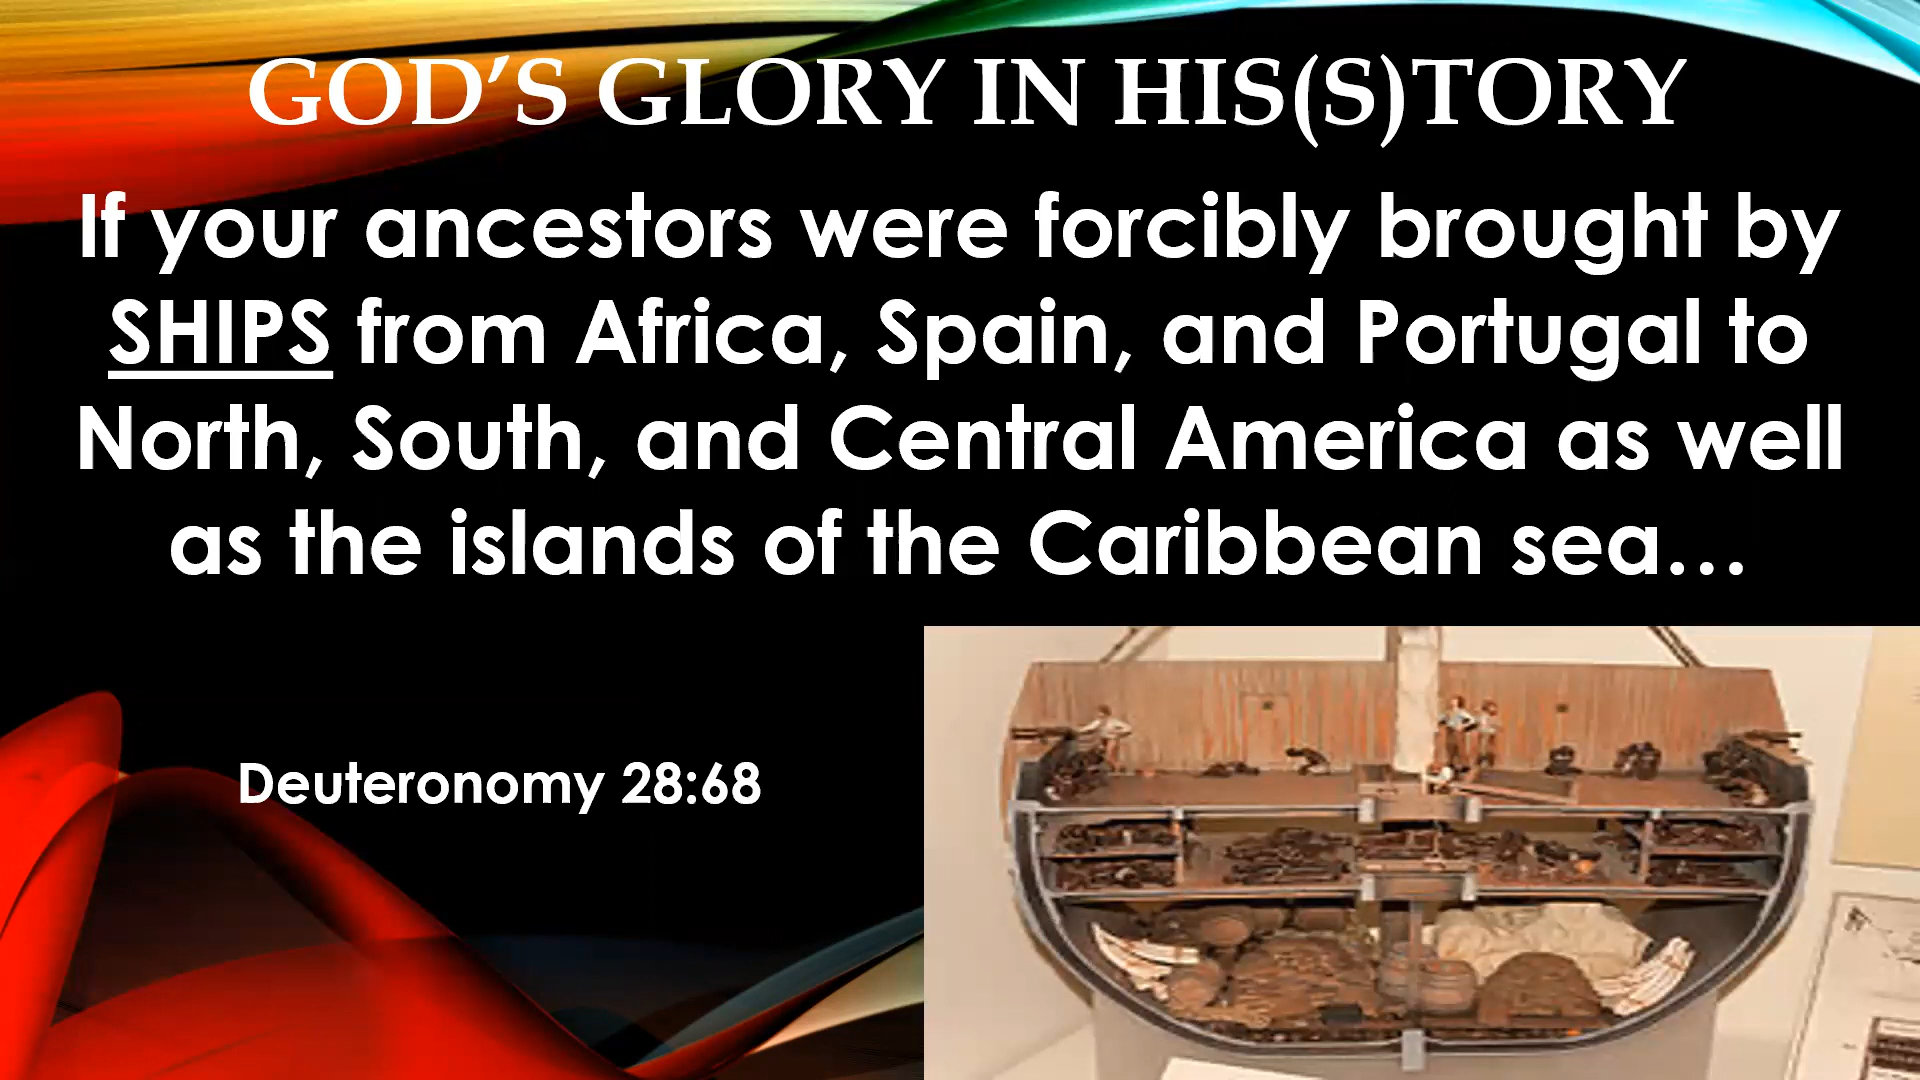 GOD’S GLORY IN HIS(S)TORY
If your ancestors were forcibly brought by
SHIPS from Africa, Spain, and Portugal to
North, South, and Central America as well
as the islands of the Caribbean sea…
Deuteronomy 28:68